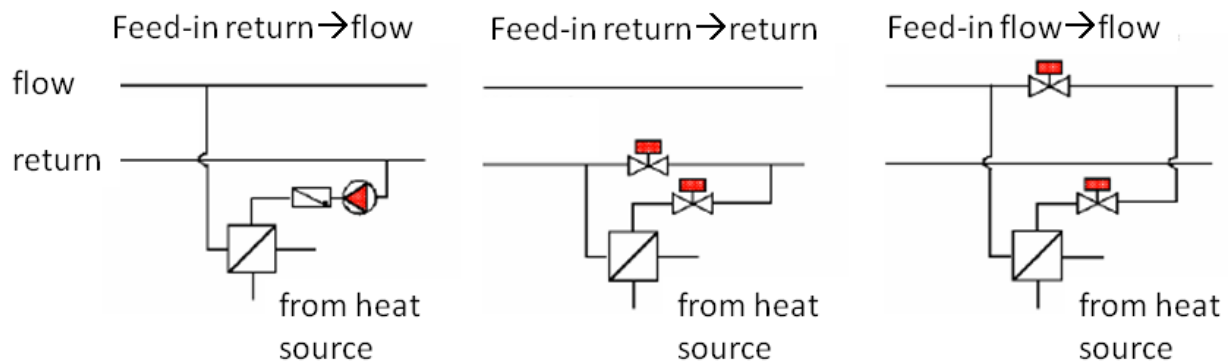 Feed-in return→flow
Feed-in return→return
Feed-in flow→flow
flow
return
from heat
source
from heat
source
from heat
source